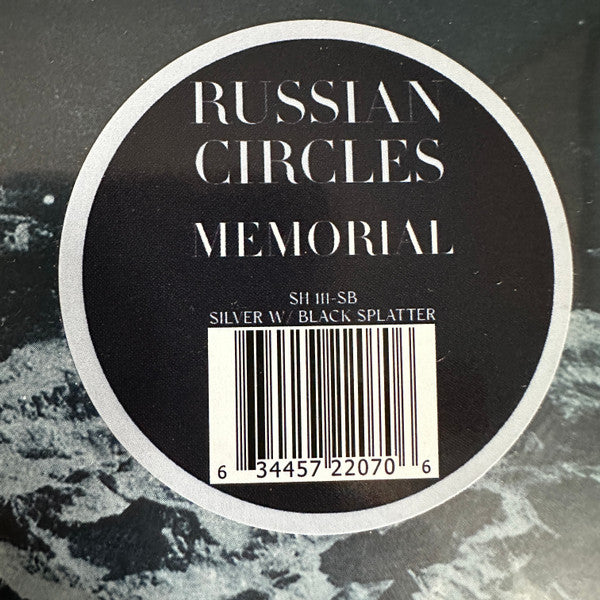 RUSSIAN
CIRCLES
MEMORIAL
SH 111-SB
SILVER W/ BLACK SPLATTER
6 34457 22070 6